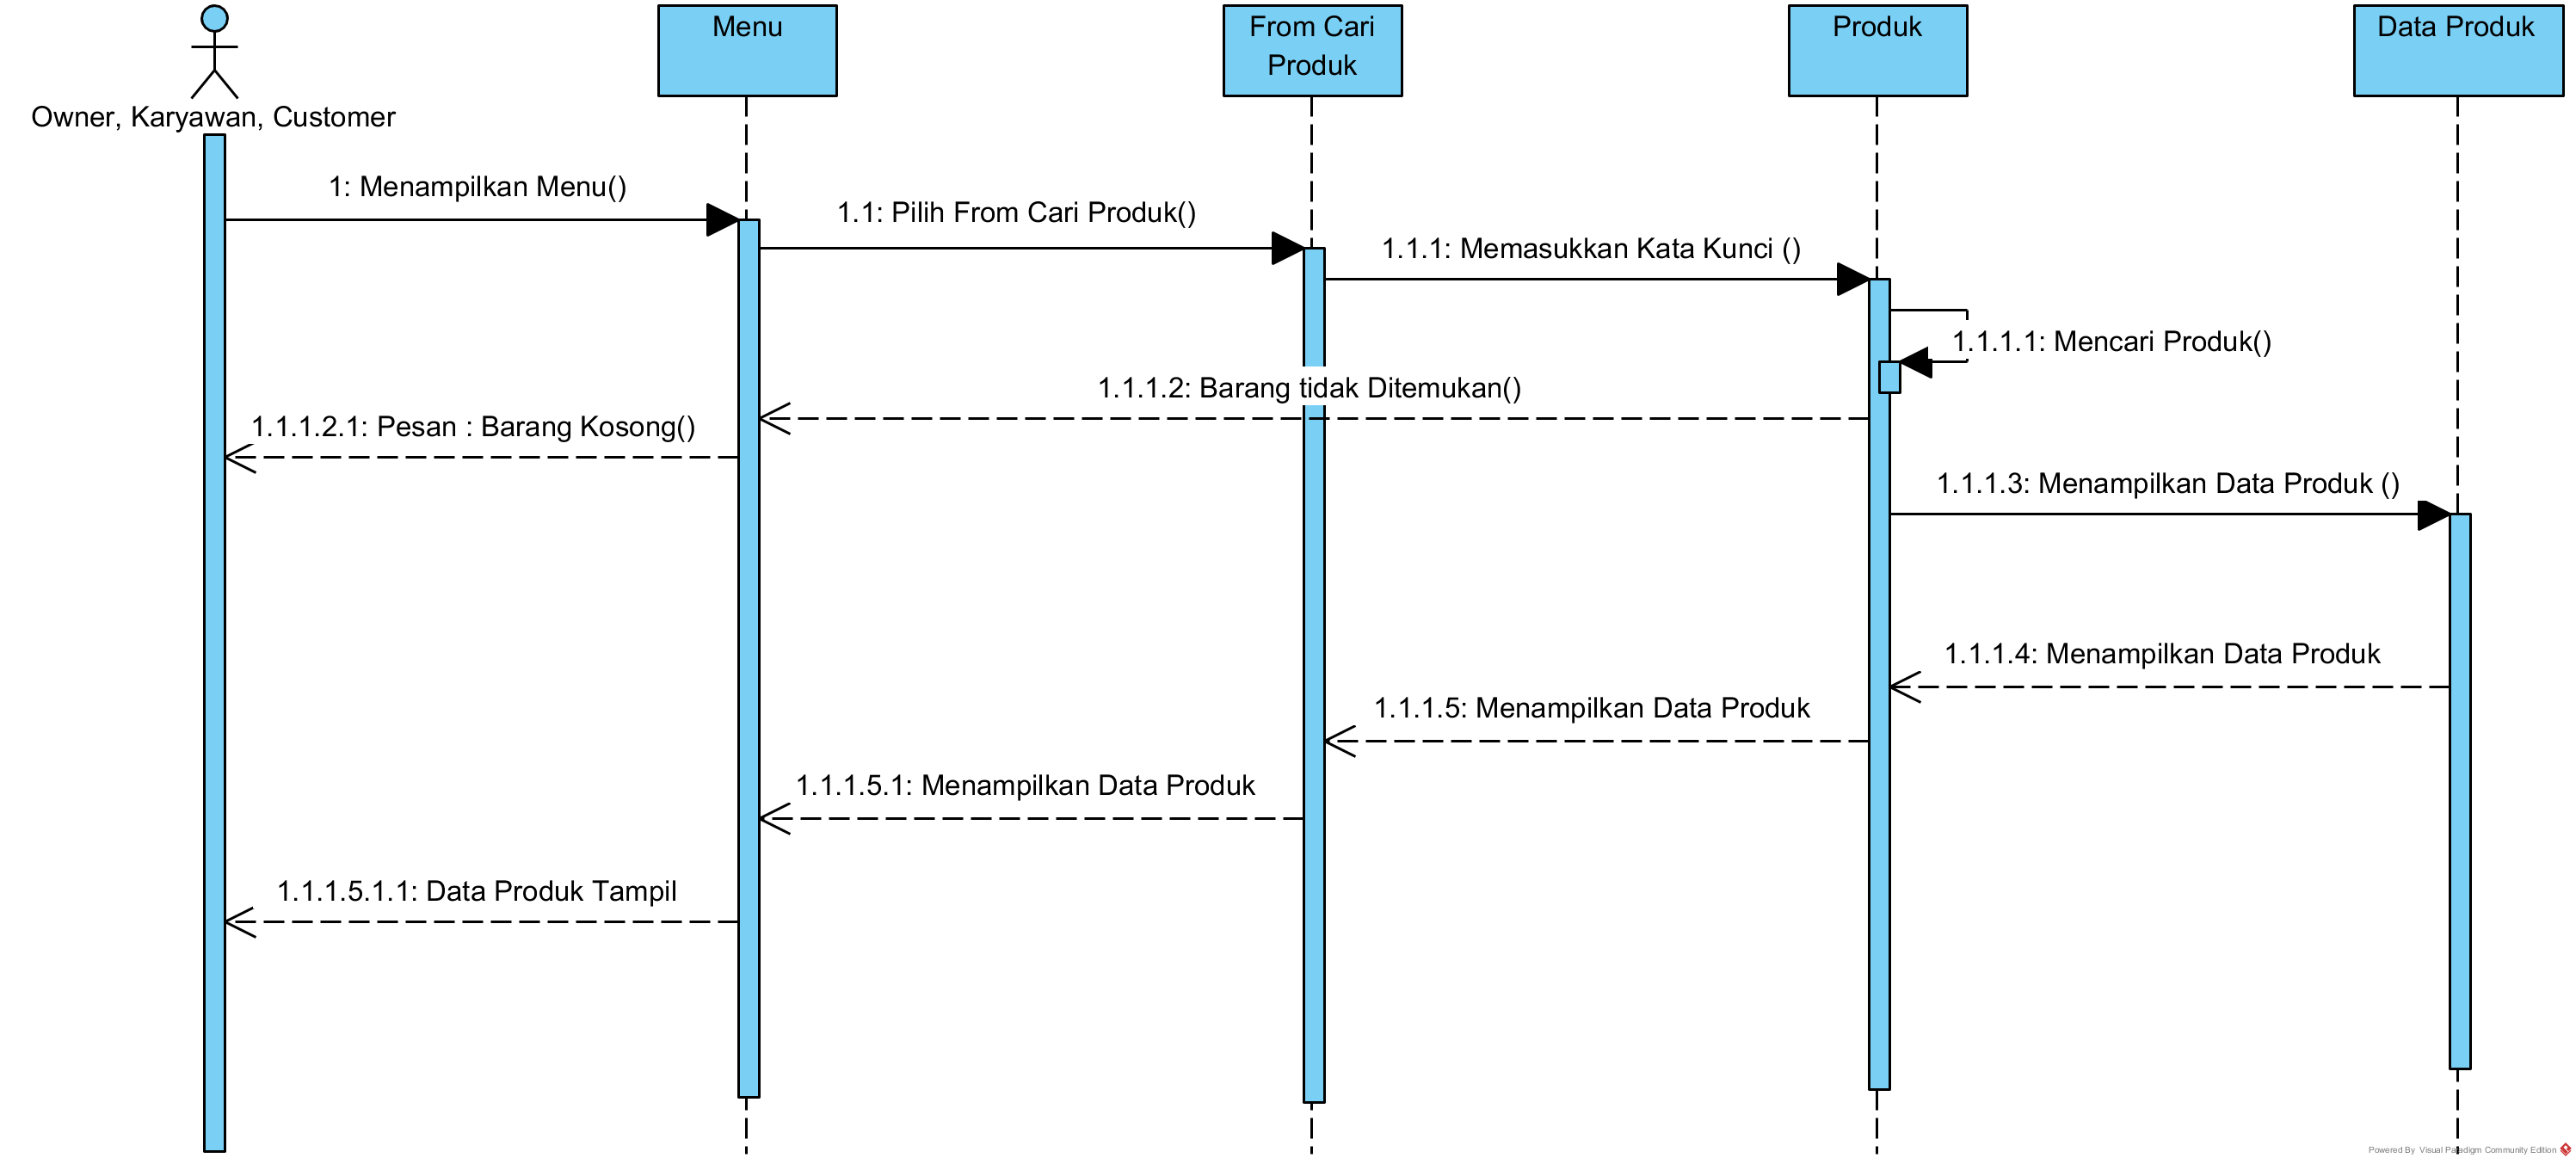 Menu
From Cari
Produk
Produk
Data Produk
Owner, Karyawan, Customer
1: Menampilkan Menu()
1.1: Pilih From Cari Produk()
1.1.1: Memasukkan Kata Kunci ()
1.1.1.1: Mencari Produk()
1.1.1.2: Barang tidak Ditemukan()
1.1.1.2.1: Pesan : Barang Kosong()
1.1.1.3: Menampilkan Data Produk ()
1.1.1.4: Menampilkan Data Produk
1.1.1.5: Menampilkan Data Produk
1.1.1.5.1: Menampilkan Data Produk
1.1.1.5.1.1: Data Produk Tampil
Powered By Visual Paradigm Community Edition